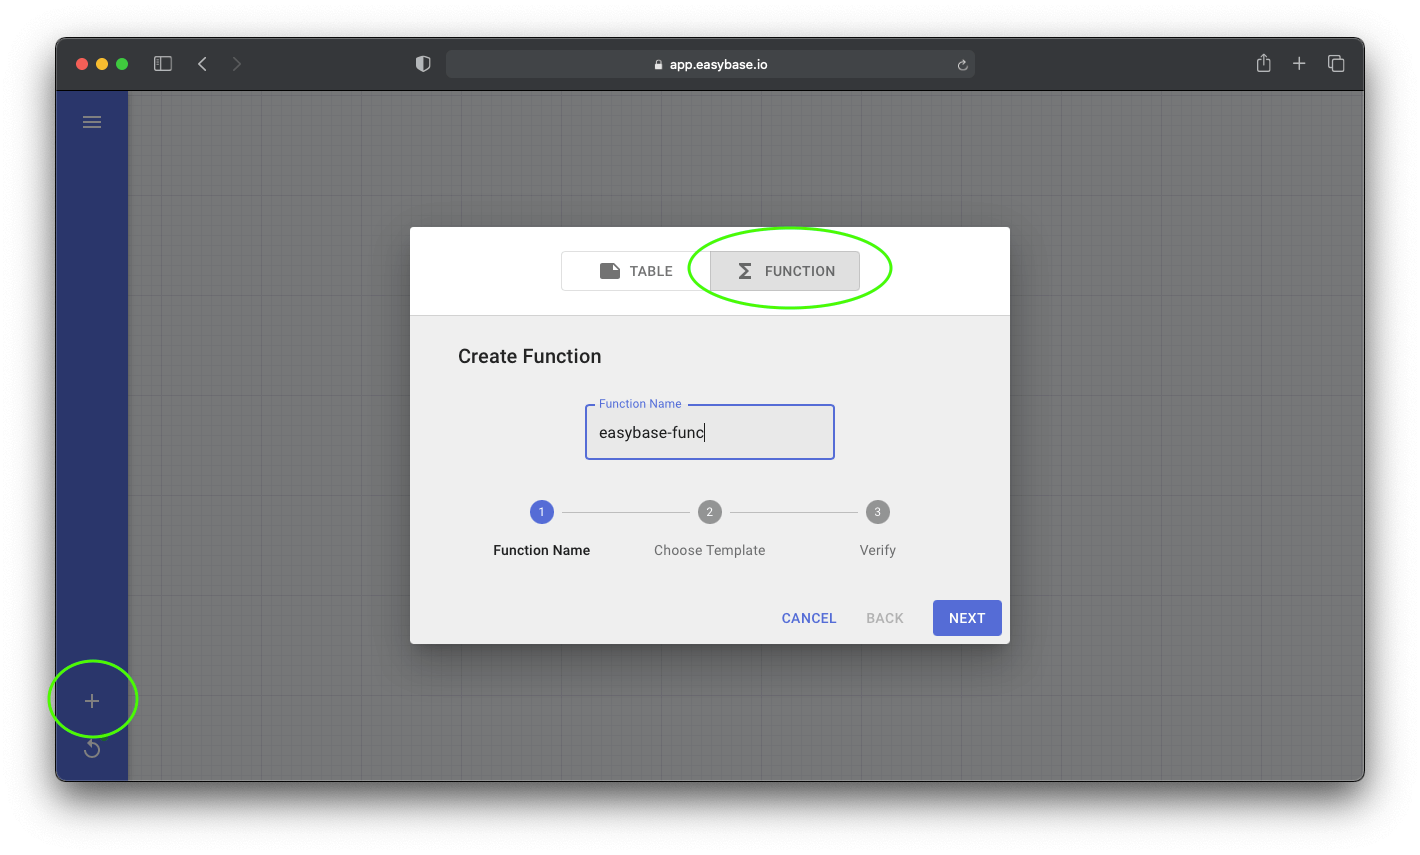 app.easybase.io
TABLE
FUNCTION
Create Function
Function Name
easybase-func
1
2
3
Function Name
Choose Template
Verify
CANCEL
BACK
NEXT